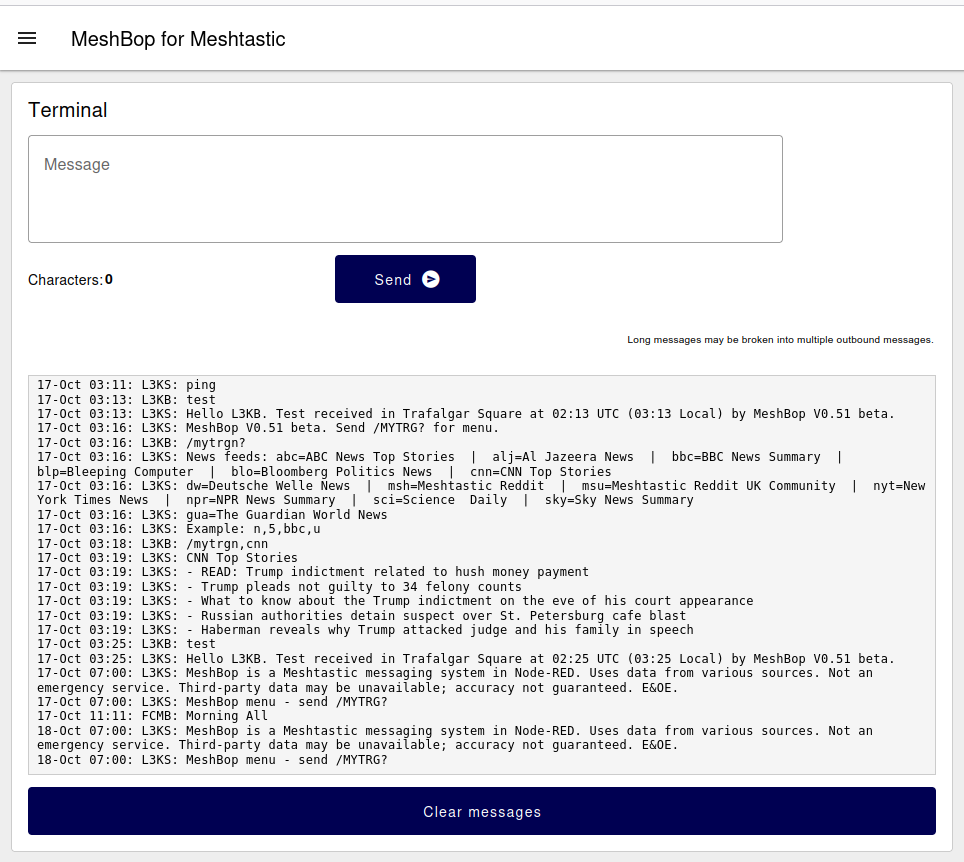 MeshBop for Meshtastic
Terminal
Message
Characters: 0
Send
Long messages may be broken into multiple outbound messages.
17-Oct 03:11: L3KS: ping
17-Oct 03:13: L3KB: test
17-Oct 03:13: L3KS: Hello L3KB. Test received in Trafalgar Square at 02:13 UTC (03:13 Local) by MeshBop V0.51 beta.
17-Oct 03:16: L3KS: MeshBop V0.51 beta. Send /MYTRG? for menu.
17-Oct 03:16: L3KB: /mytrgn?
17-Oct 03:16: L3KS: News feeds: abc=ABC News Top Stories  |  alj=Al Jazeera News  |  bbc=BBC News Summary  |
blp=Bleeping Computer  |  blo=Bloomberg Politics News  |  cnn=CNN Top Stories
17-Oct 03:16: L3KS: dw=Deutsche Welle News  |  msh=Meshtastic Reddit  |  msu=Meshtastic Reddit UK Community  |  nyt=New
York Times News  |  npr=NPR News Summary  |  sci=Science  Daily  |  sky=Sky News Summary
17-Oct 03:16: L3KS: gua=The Guardian World News
17-Oct 03:16: L3KS: Example: n,5,bbc,u
17-Oct 03:18: L3KB: /mytrgn,cnn
17-Oct 03:19: L3KS: CNN Top Stories
17-Oct 03:19: L3KS: - READ: Trump indictment related to hush money payment
17-Oct 03:19: L3KS: - Trump pleads not guilty to 34 felony counts
17-Oct 03:19: L3KS: - What to know about the Trump indictment on the eve of his court appearance
17-Oct 03:19: L3KS: - Russian authorities detain suspect over St. Petersburg cafe blast
17-Oct 03:19: L3KS: - Haberman reveals why Trump attacked judge and his family in speech
17-Oct 03:25: L3KB: test
17-Oct 03:25: L3KS: Hello L3KB. Test received in Trafalgar Square at 02:25 UTC (03:25 Local) by MeshBop V0.51 beta.
17-Oct 07:00: L3KS: MeshBop is a Meshtastic messaging system in Node-RED. Uses data from various sources. Not an
emergency service. Third-party data may be unavailable; accuracy not guaranteed. E&OE.
17-Oct 07:00: L3KS: MeshBop menu - send /MYTRG?
17-Oct 11:11: FCMB: Morning All
18-Oct 07:00: L3KS: MeshBop is a Meshtastic messaging system in Node-RED. Uses data from various sources. Not an
emergency service. Third-party data may be unavailable; accuracy not guaranteed. E&OE.
18-Oct 07:00: L3KS: MeshBop menu - send /MYTRG?
Clear messages